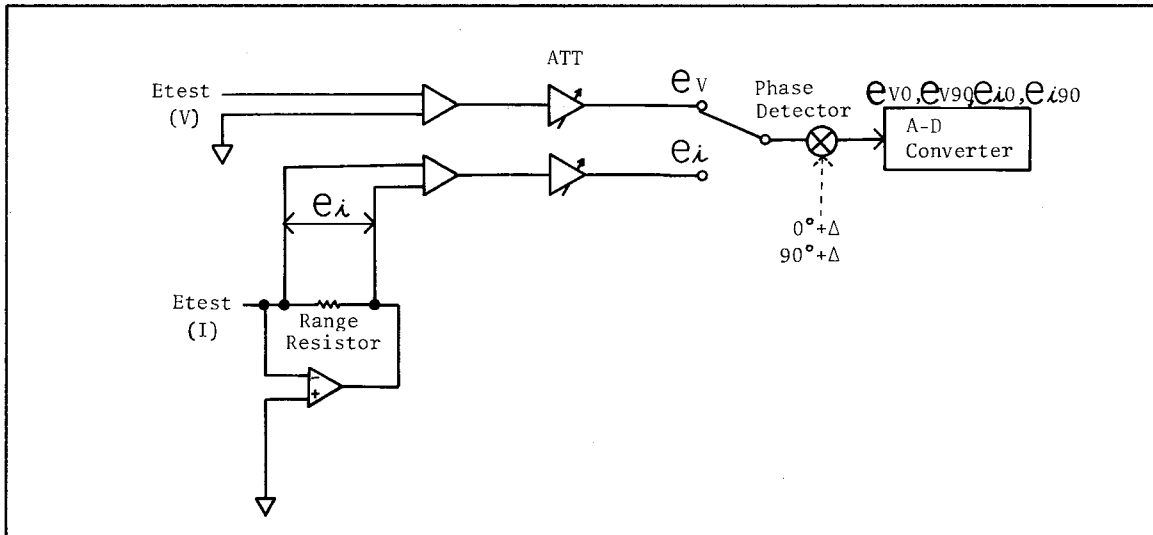 ATT
Etest
(V)
eV
Phase
Detector
eV0,eV90,ei0,ei90
A-D
Converter
ei
ei
0°+Δ
90°+Δ
Etest
(I)
Range
Resistor
-
+